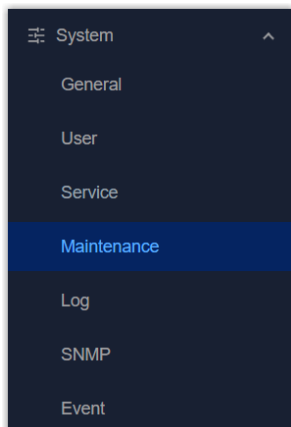 System
General
User
Service
Maintenance
Log
SNMP
Event